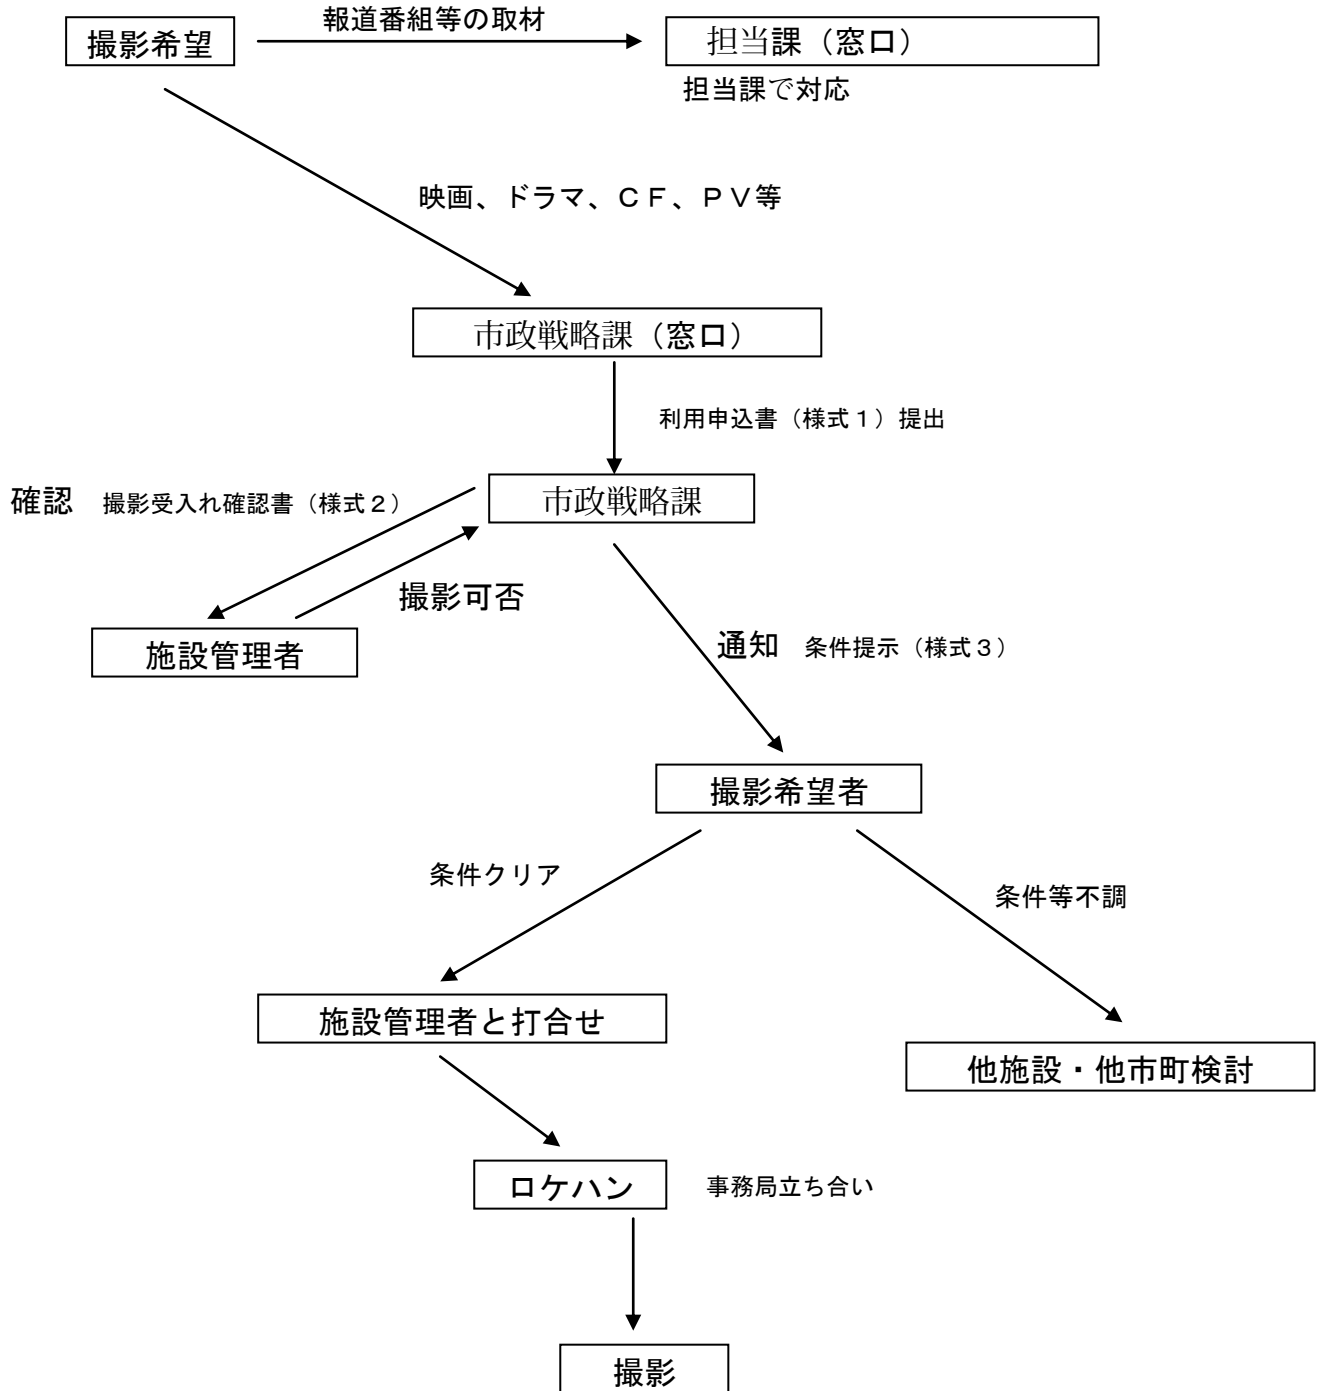 報道番組等の取材
撮影希望
担当課（窓口）
担当課で対応
映画、ドラマ、ＣＦ、ＰＶ等
市政戦略課（窓口）
利用申込書（様式１）提出
確認　撮影受入れ確認書（様式２）
市政戦略課
撮影可否
施設管理者
通知　条件提示（様式３）
撮影希望者
条件クリア
条件等不調
施設管理者と打合せ
他施設・他市町検討
ロケハン
事務局立ち合い
撮影